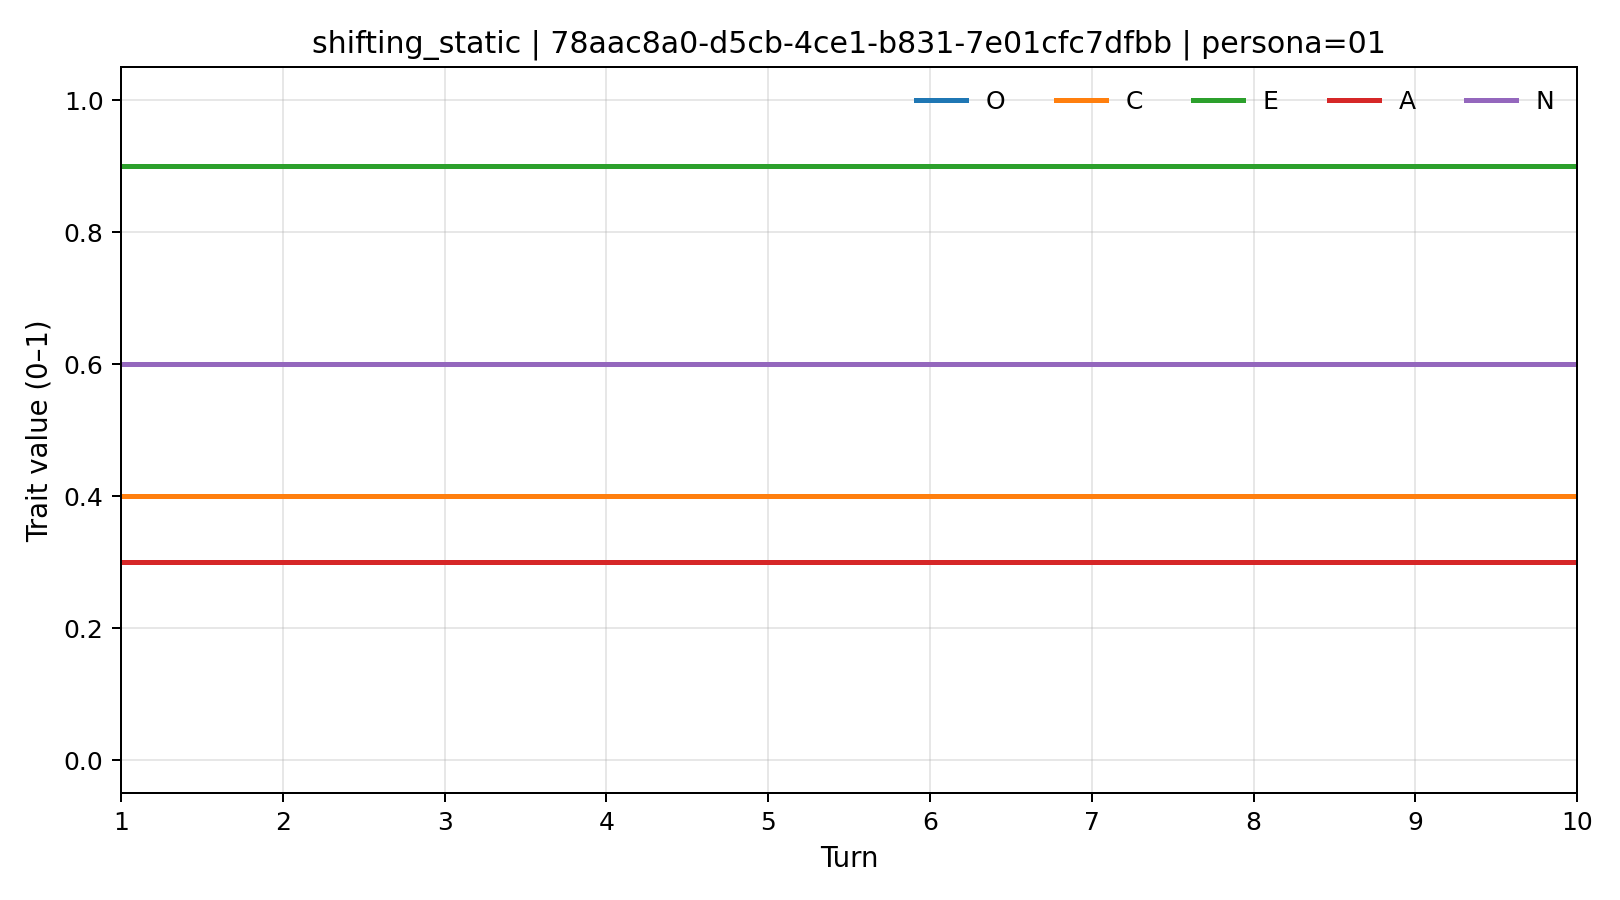 shifting_static | 78aac8a0-d5cb-4ce1-b831-7e01cfc7dfbb | persona=01
O C E A N
1.0
0.8
0.6
0.4
0.2
0.0
Trait value (0–1)
1 2 3 4 5 6 7 8 9 10
Turn